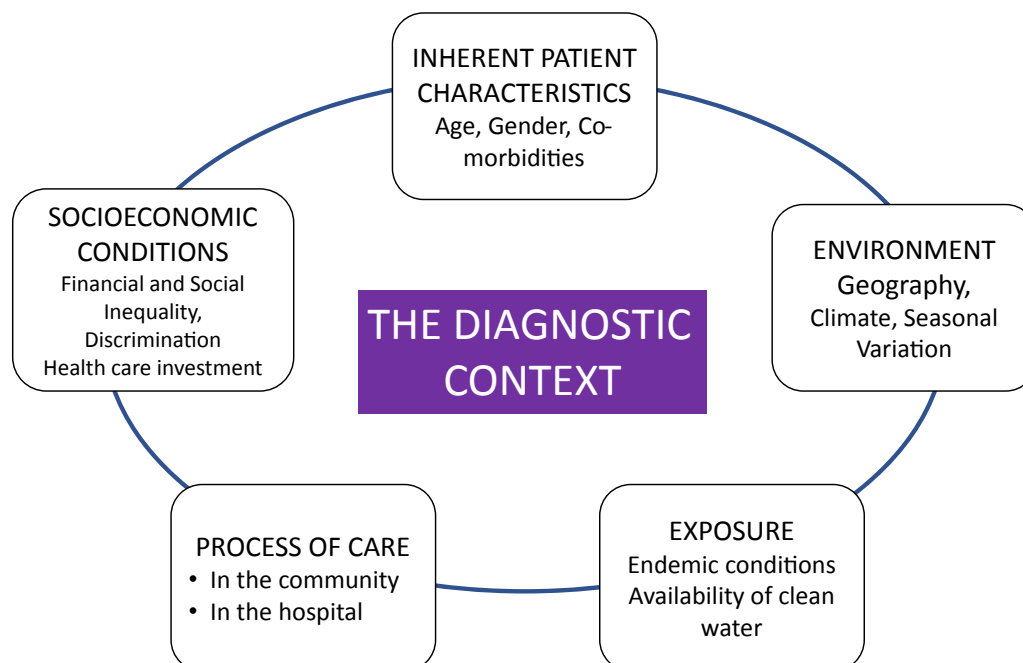 INHERENT PATIENT
CHARACTERISTICS
Age, Gender, Co-
morbidities
SOCIOECONOMIC
CONDITIONS
Financial and Social
Inequality,
Discrimination
Health care investment
ENVIRONMENT
Geography,
Climate, Seasonal
Variation
THE DIAGNOSTIC
CONTEXT
PROCESS OF CARE
• In the community
• In the hospital
EXPOSURE
Endemic conditions
Availability of clean
water